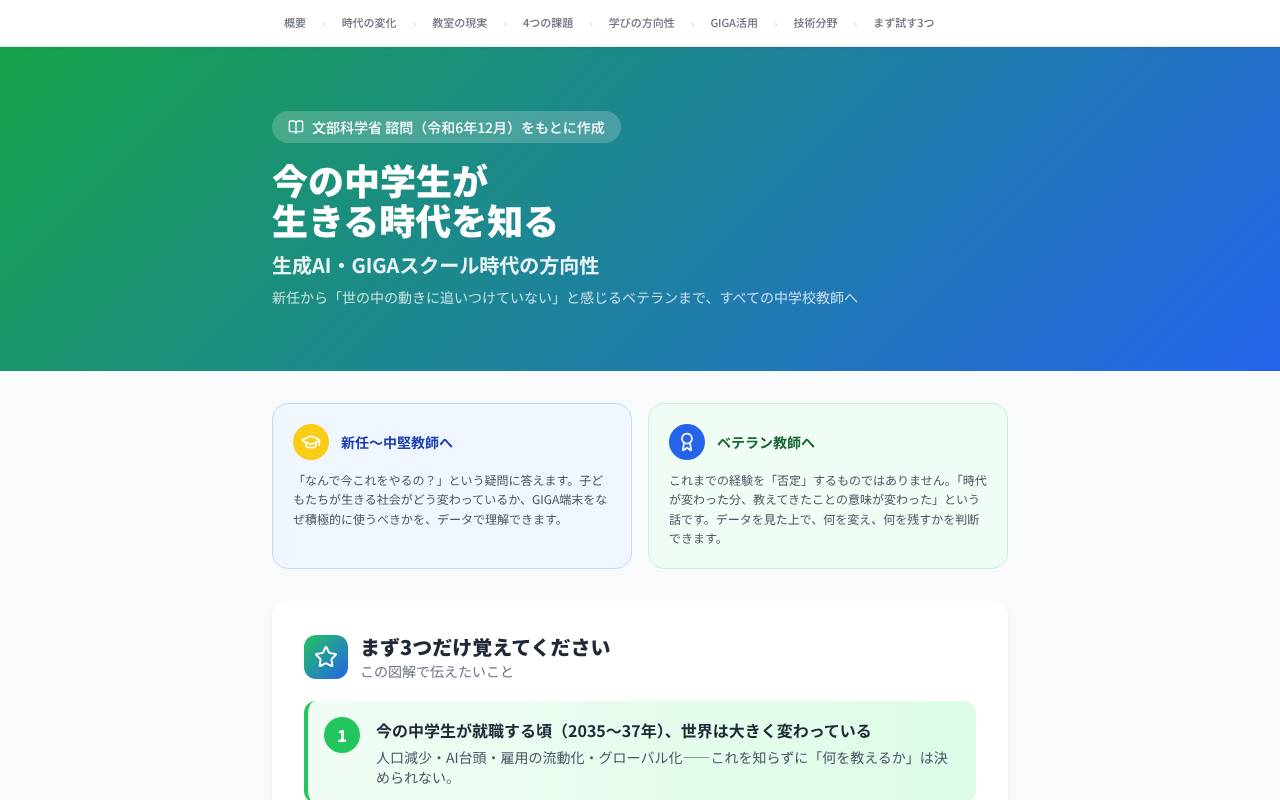 概要 › 時代の変化 › 教室の現実 › 4つの課題 › 学びの方向性 › GIGA活用 › 技術分野 › まず試す3つ
文部科学省 諮問（令和6年12月）をもとに作成
今の中学生が
生きる時代を知る
生成AI・GIGAスクール時代の方向性
新任から「世の中の動きに追いつけていない」と感じるベテランまで、すべての中学校教師へ
新任〜中堅教師へ
「なんで今これをやるの？」という疑問に答えます。子ど
もたちが生きる社会がどう変わっているか、GIGA端末をな
ぜ積極的に使うべきかを、データで理解できます。
ベテラン教師へ
これまでの経験を「否定」するものではありません。「時代
が変わった分、教えてきたことの意味が変わった」という
話です。データを見た上で、何を変え、何を残すかを判断
できます。
まず3つだけ覚えてください
この図解で伝えたいこと
1
今の中学生が就職する頃（2035〜37年）、世界は大きく変わっている
人口減少・AI台頭・雇用の流動化・グローバル化——これを知らずに「何を教えるか」は決
められない。